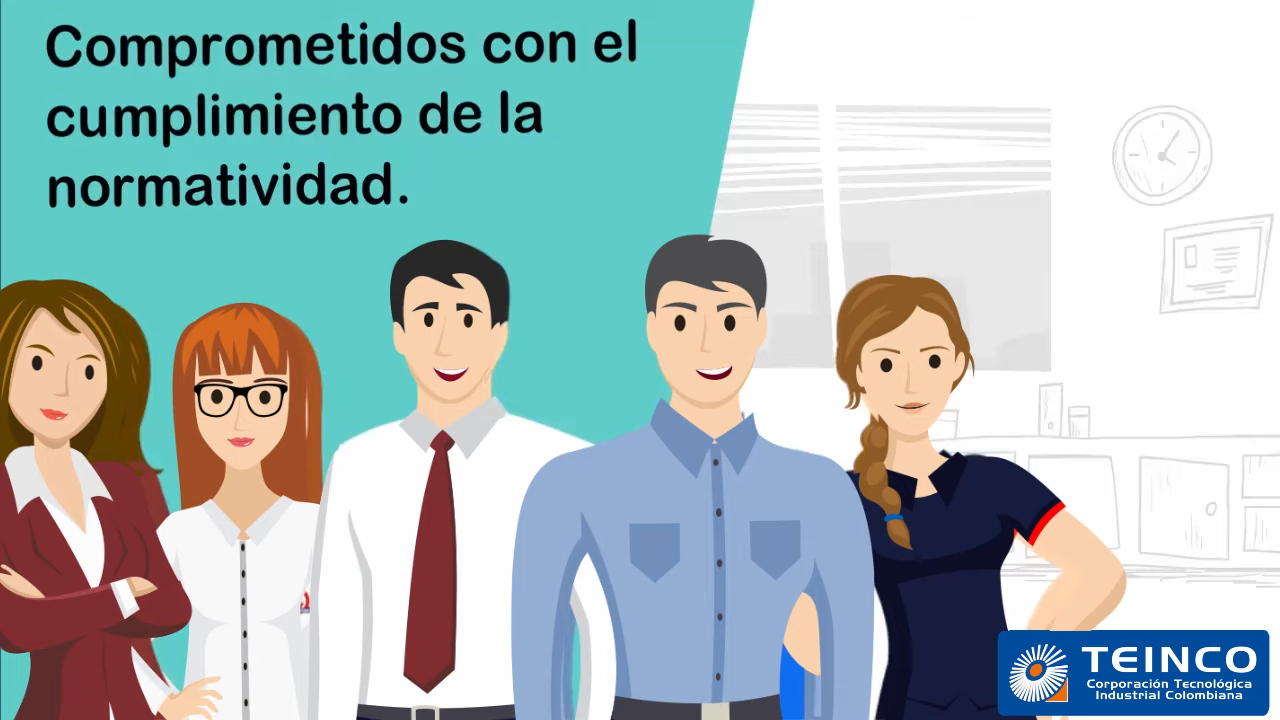 Comprometidos con el
cumplimiento de la
normatividad.
TEINCO
Corporación Tecnológica
Industrial Colombiana